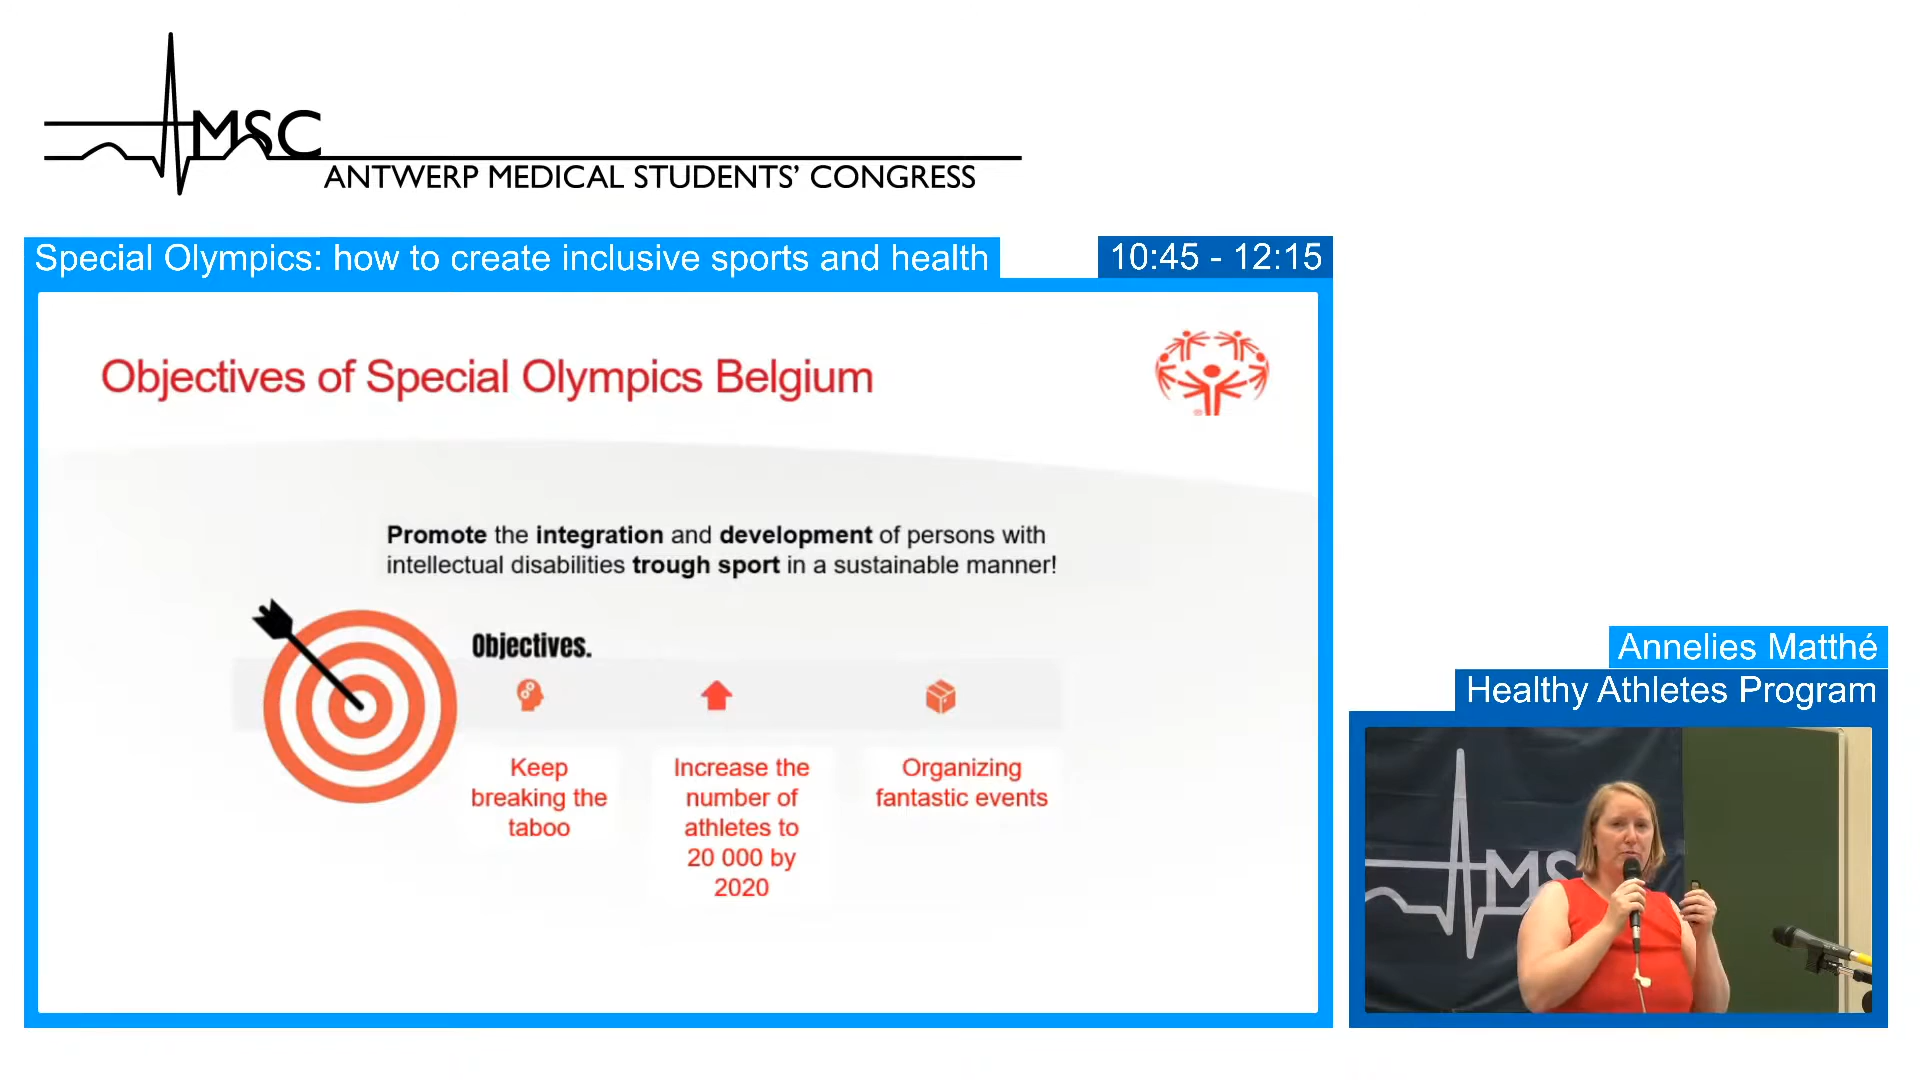 MSC
ANTWERP MEDICAL STUDENTS' CONGRESS
Special Olympics: how to create inclusive sports and health
10:45 - 12:15
Objectives of Special Olympics Belgium
Promote the integration and development of persons with
intellectual disabilities trough sport in a sustainable manner!
Objectives.
Keep
breaking the
taboo
Increase the
number of
athletes to
20 000 by
2020
Organizing
fantastic events
Annelies Matthé
Healthy Athletes Program
MS